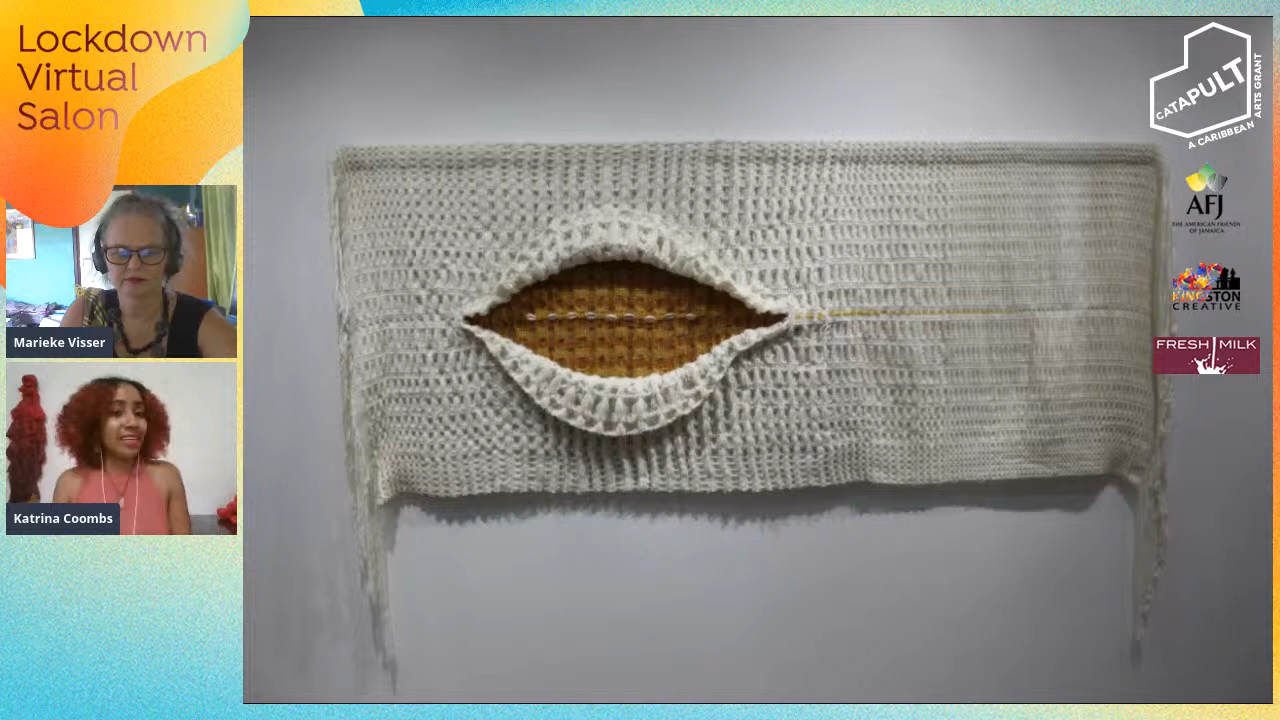 Lockdown
Virtual
Salon
Marieke Visser
Katrina Coombs
CATAPULT
A CARIBBEAN
ARTS GRANT
AFJ
THE AMERICAN FRIENDS
OF JAMAICA
KINGSTON
CREATIVE
FRESH MILK